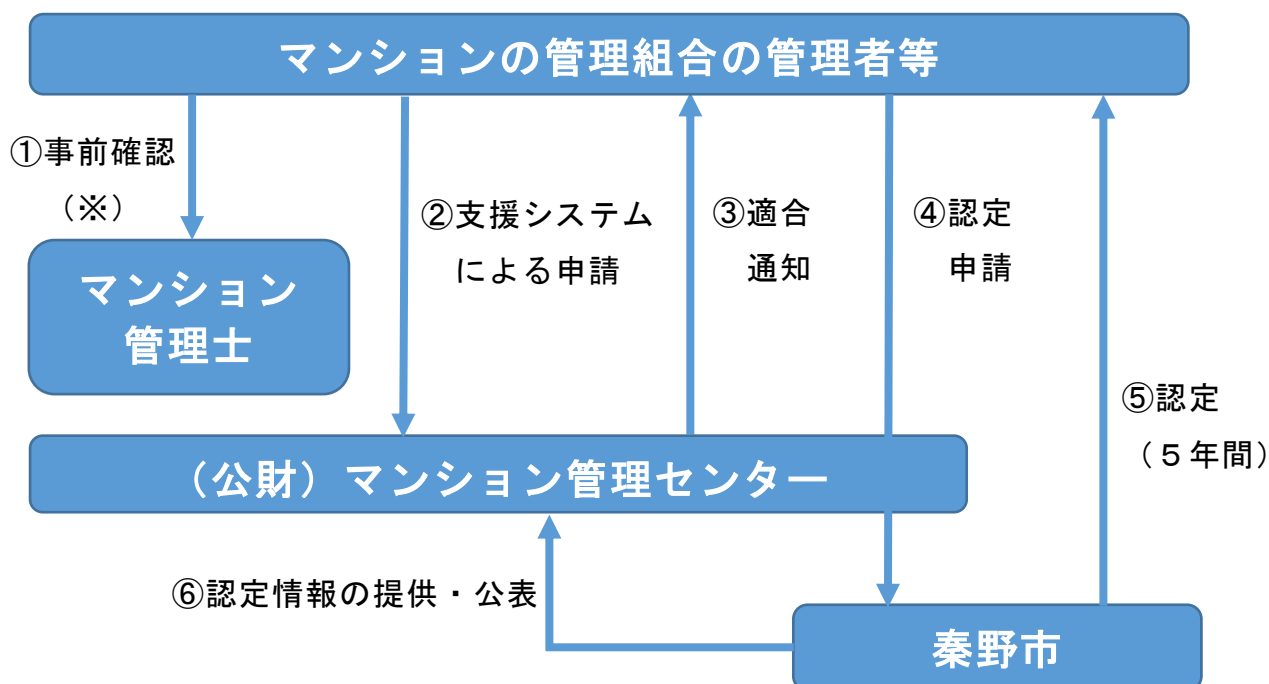 マンションの管理組合の管理者等
①事前確認
（※）
②支援システム
による申請
③適合
通知
④認定
申請
マンション
管理士
⑤認定
（５年間）
（公財）マンション管理センター
⑥認定情報の提供・公表
秦野市